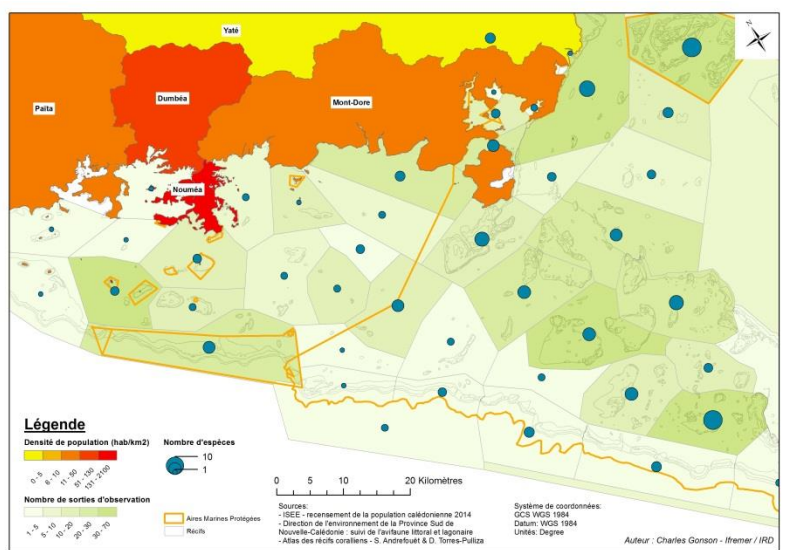 Yaté
N
Dumbéa
Païta
Mont-Dore
Nouméa
Légende
Densité de population (hab/km2)
0 - 5
6 - 10
11 - 50
51 - 130
131 - 2100
Nombre d'espèces
10
1
Nombre de sorties d'observation
1 - 5
5 - 10
10 - 20
20 - 30
30 - 70
Aires Marines Protégées
Récifs
0 5 10 20 Kilomètres
Sources:
- ISEE - recensement de la population calédonienne 2014
- Direction de l'environnement de la Province Sud de
Nouvelle-Calédonie : suivi de l'avifaune littoral et lagonaire
- Atlas des récifs coralliens - S. Andrefouët & D. Torres-Pulliza
Système de coordonnées:
GCS WGS 1984
Datum: WGS 1984
Unités: Degree
Auteur : Charles Gonson - Ifremer / IRD